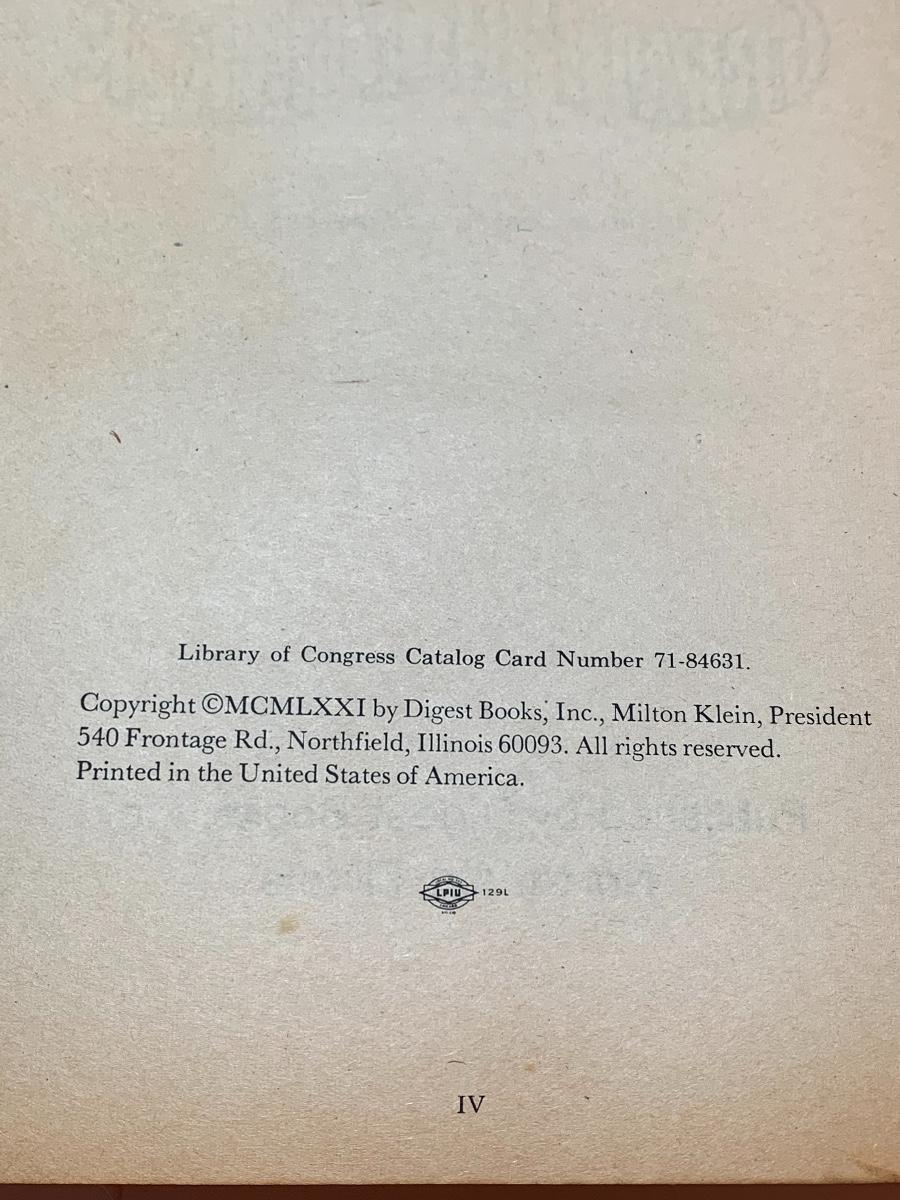 Library of Congress Catalog Card Number 71-84631.
Copyright ©MCMLXXI by Digest Books, Inc., Milton Klein, President
540 Frontage Rd., Northfield, Illinois 60093. All rights reserved.
Printed in the United States of America.
LPIU 129L
IV